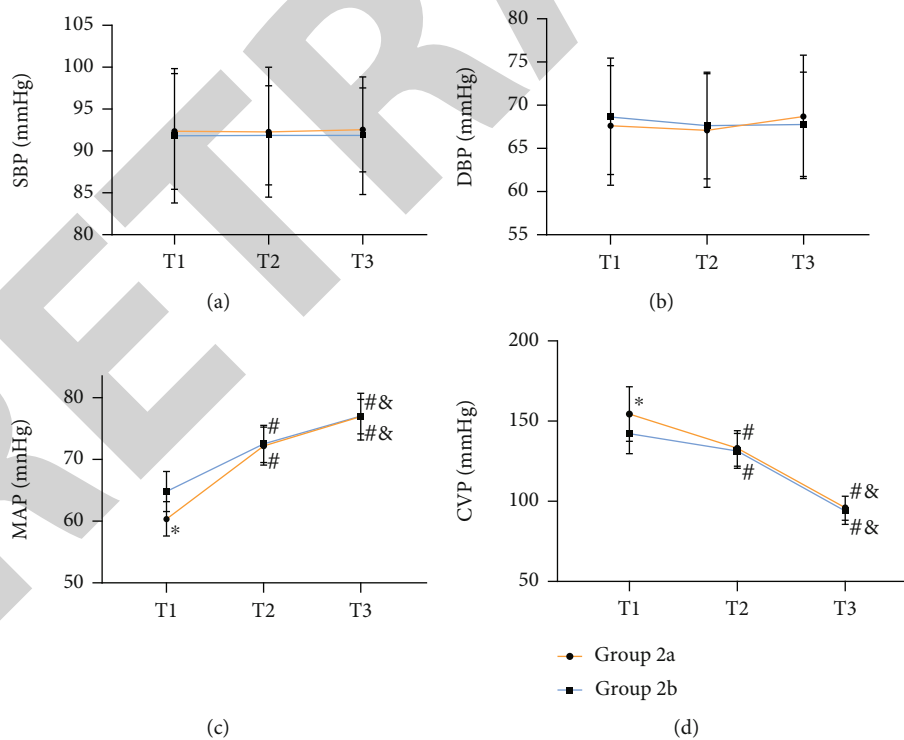 105
100
95
90
85
80
SBP (mmHg)
T1 T2 T3
(a)
80
75
70
65
60
55
DBP (mmHg)
T1 T2 T3
(b)
80
70
60
50
MAP (mnHg)
*
#
#
#&
#&
T1 T2 T3
(c)
200
150
100
50
CVP (mmHg)
*
#
#
#&
#&
T1 T2 T3
Group 2a
Group 2b
(d)